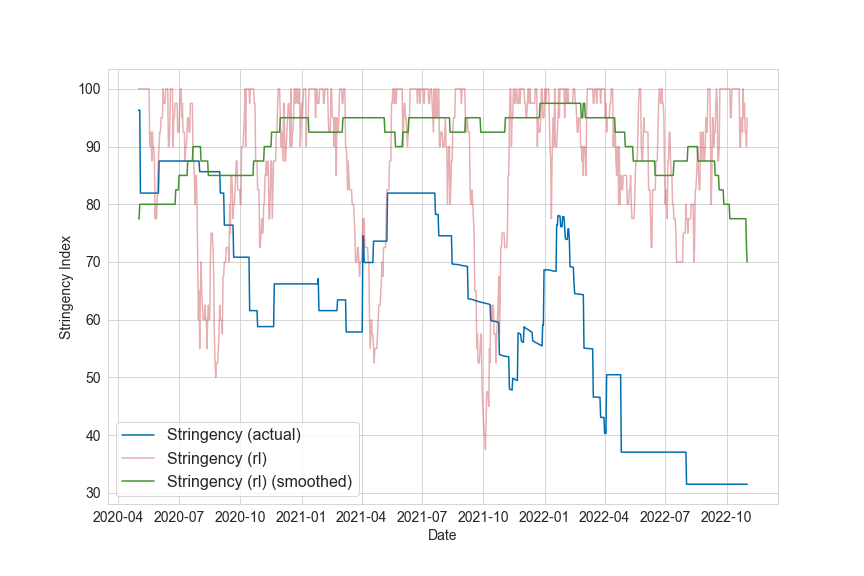 100
90
80
70
60
50
40
30
Stringency Index
Stringency (actual)
Stringency (rl)
Stringency (rl) (smoothed)
2020-04 2020-07 2020-10 2021-01 2021-04 2021-07 2021-10 2022-01 2022-04 2022-07 2022-10
Date